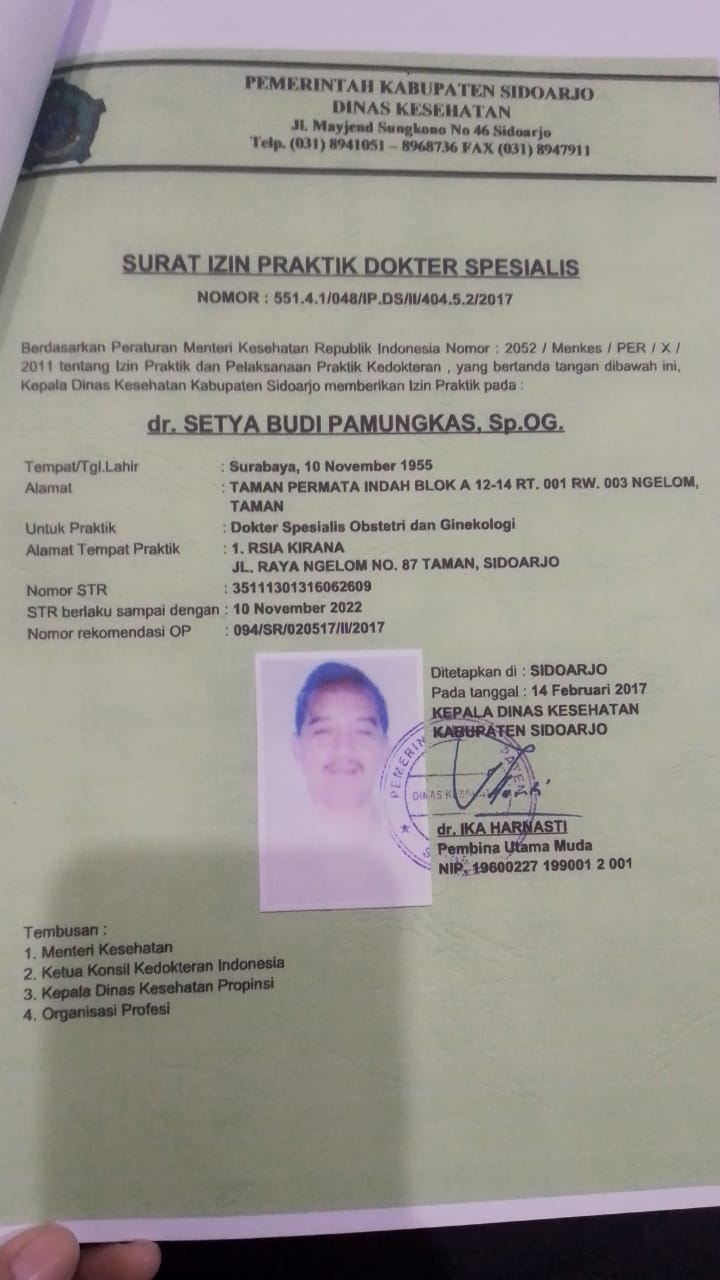 PEMERINTAH KABUPATEN SIDOARJO
DINAS KESEHATAN
Jl. Mayjend Sungkono No 46 Sidoarjo
Telp. (031) 8941051 – 8968736 FAX (031) 8947911
SURAT IZIN PRAKTIK DOKTER SPESIALIS
NOMOR : 551.4.1/048/IP.DS/II/404.5.2/2017
Berdasarkan Peraturan Menteri Kesehatan Republik Indonesia Nomor : 2052 / Menkes / PER / X /
2011 tentang Izin Praktik dan Pelaksanaan Praktik Kedokteran , yang bertanda tangan dibawah ini,
Kepala Dinas Kesehatan Kabupaten Sidoarjo memberikan Izin Praktik pada :
dr. SETYA BUDI PAMUNGKAS, Sp.OG.
Tempat/Tgl.Lahir : Surabaya, 10 November 1955
Alamat : TAMAN PERMATA INDAH BLOK A 12-14 RT. 001 RW. 003 NGELOM,
TAMAN
Untuk Praktik : Dokter Spesialis Obstetri dan Ginekologi
Alamat Tempat Praktik : 1. RSIA KIRANA
JL. RAYA NGELOM NO. 87 TAMAN, SIDOARJO
Nomor STR : 35111301316062609
STR berlaku sampai dengan : 10 November 2022
Nomor rekomendasi OP : 094/SR/020517/II/2017
Ditetapkan di : SIDOARJO
Pada tanggal : 14 Februari 2017
KEPALA DINAS KESEHATAN
KABUPATEN SIDOARJO
dr. IKA HARNASTI
Pembina Utama Muda
NIP. 19600227 199001 2 001
Tembusan :
1. Menteri Kesehatan
2. Ketua Konsil Kedokteran Indonesia
3. Kepala Dinas Kesehatan Propinsi
4. Organisasi Profesi